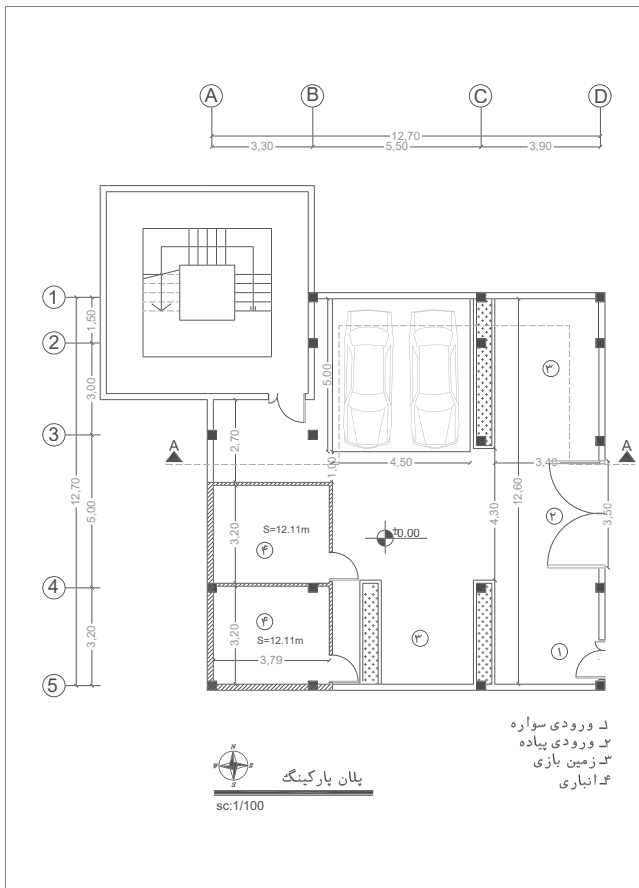 A B C D
12,70
3,30 5,50 3,90
1
2
3
4
5
1,50
3,00
5,00
3,20
12,70
5,00
۳
A A
2,70
1,00
4,50
3,40
12,60
4,30
3,50
۲
S=12.11m
3,20
۴
±0.00
۴
S=12.11m
3,20
3,79
۳
۱
۱ـ ورودی سواره
۲ـ ورودی پیاده
۳ـ زمین بازی
۴ـ انباری
N
W E
S
پلان پارکینگ
sc:1/100